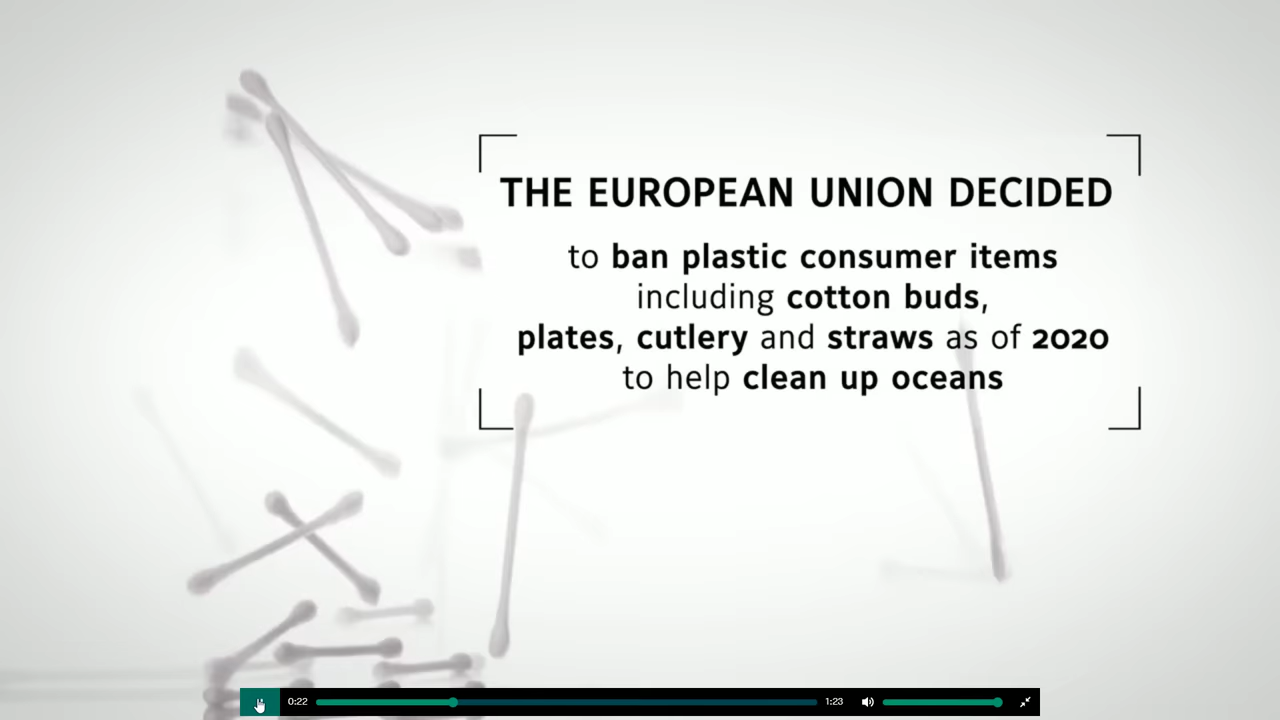 THE EUROPEAN UNION DECIDED
to ban plastic consumer items
including cotton buds,
plates, cutlery and straws as of 2020
to help clean up oceans
0:22 1:23